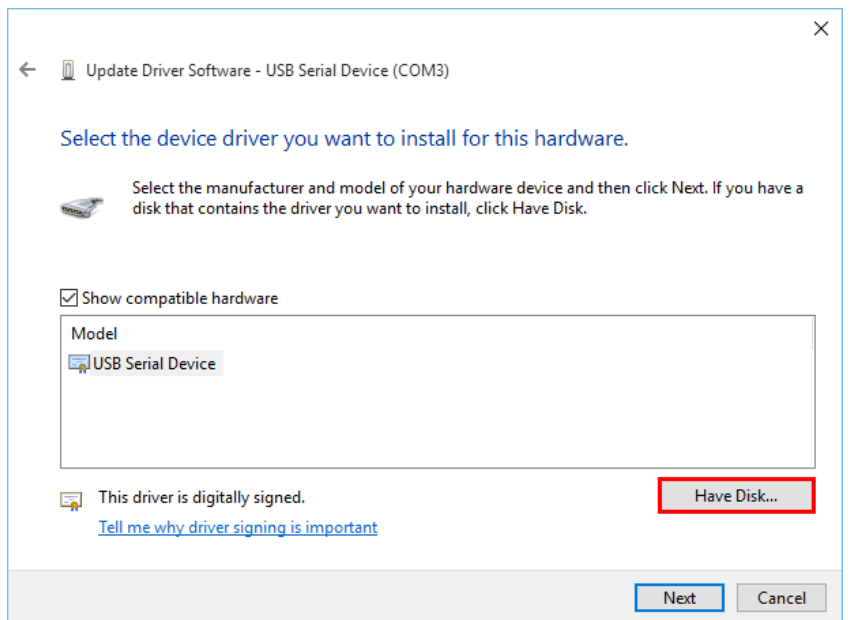 Update Driver Software - USB Serial Device (COM3)
Select the device driver you want to install for this hardware.
Select the manufacturer and model of your hardware device and then click Next. If you have a
disk that contains the driver you want to install, click Have Disk.
Show compatible hardware
Model
USB Serial Device
This driver is digitally signed.
Have Disk...
Tell me why driver signing is important
Next
Cancel